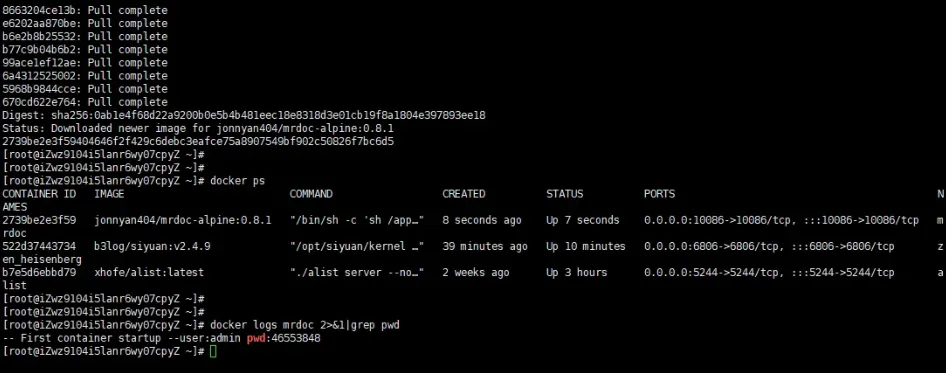 8663204ce13b: Pull complete
e6202aa870be: Pull complete
b6e2b8b25532: Pull complete
b77c9b04b6b2: Pull complete
99ace1ef12ae: Pull complete
6a4312525002: Pull complete
5968b9844cce: Pull complete
670cd622e764: Pull complete
Digest: sha256:0ab1e4f68d22a9200b0e5b4b481eec18e8318d3e01cb19f8a1804e397893ee18
Status: Downloaded newer image for jonnyan404/mrdoc-alpine:0.8.1
2739be2e3f59404646f2f429c6debc3eafce75a8907549bf902c50826f7bc6d5
[root@iZwz9104i5lanr6wy07cpyZ ~]#
[root@iZwz9104i5lanr6wy07cpyZ ~]#
[root@iZwz9104i5lanr6wy07cpyZ ~]# docker ps
CONTAINER ID   IMAGE                          COMMAND                  CREATED          STATUS          PORTS                                           N
AMES
2739be2e3f59   jonnyan404/mrdoc-alpine:0.8.1   "/bin/sh -c 'sh /app…"   8 seconds ago    Up 7 seconds    0.0.0.0:10086->10086/tcp, :::10086->10086/tcp   m
rdoc
522d37443734   b3log/siyuan:v2.4.9             "/opt/siyuan/kernel …"   39 minutes ago   Up 10 minutes   0.0.0.0:6806->6806/tcp, :::6806->6806/tcp       z
en_heisenberg
b7e5d6ebbd79   xhofe/alist:latest              "./alist server --no…"   2 weeks ago      Up 3 hours      0.0.0.0:5244->5244/tcp, :::5244->5244/tcp       a
list
[root@iZwz9104i5lanr6wy07cpyZ ~]#
[root@iZwz9104i5lanr6wy07cpyZ ~]#
[root@iZwz9104i5lanr6wy07cpyZ ~]# docker logs mrdoc 2>&1|grep pwd
-- First container startup --user:admin pwd:46553848
[root@iZwz9104i5lanr6wy07cpyZ ~]#